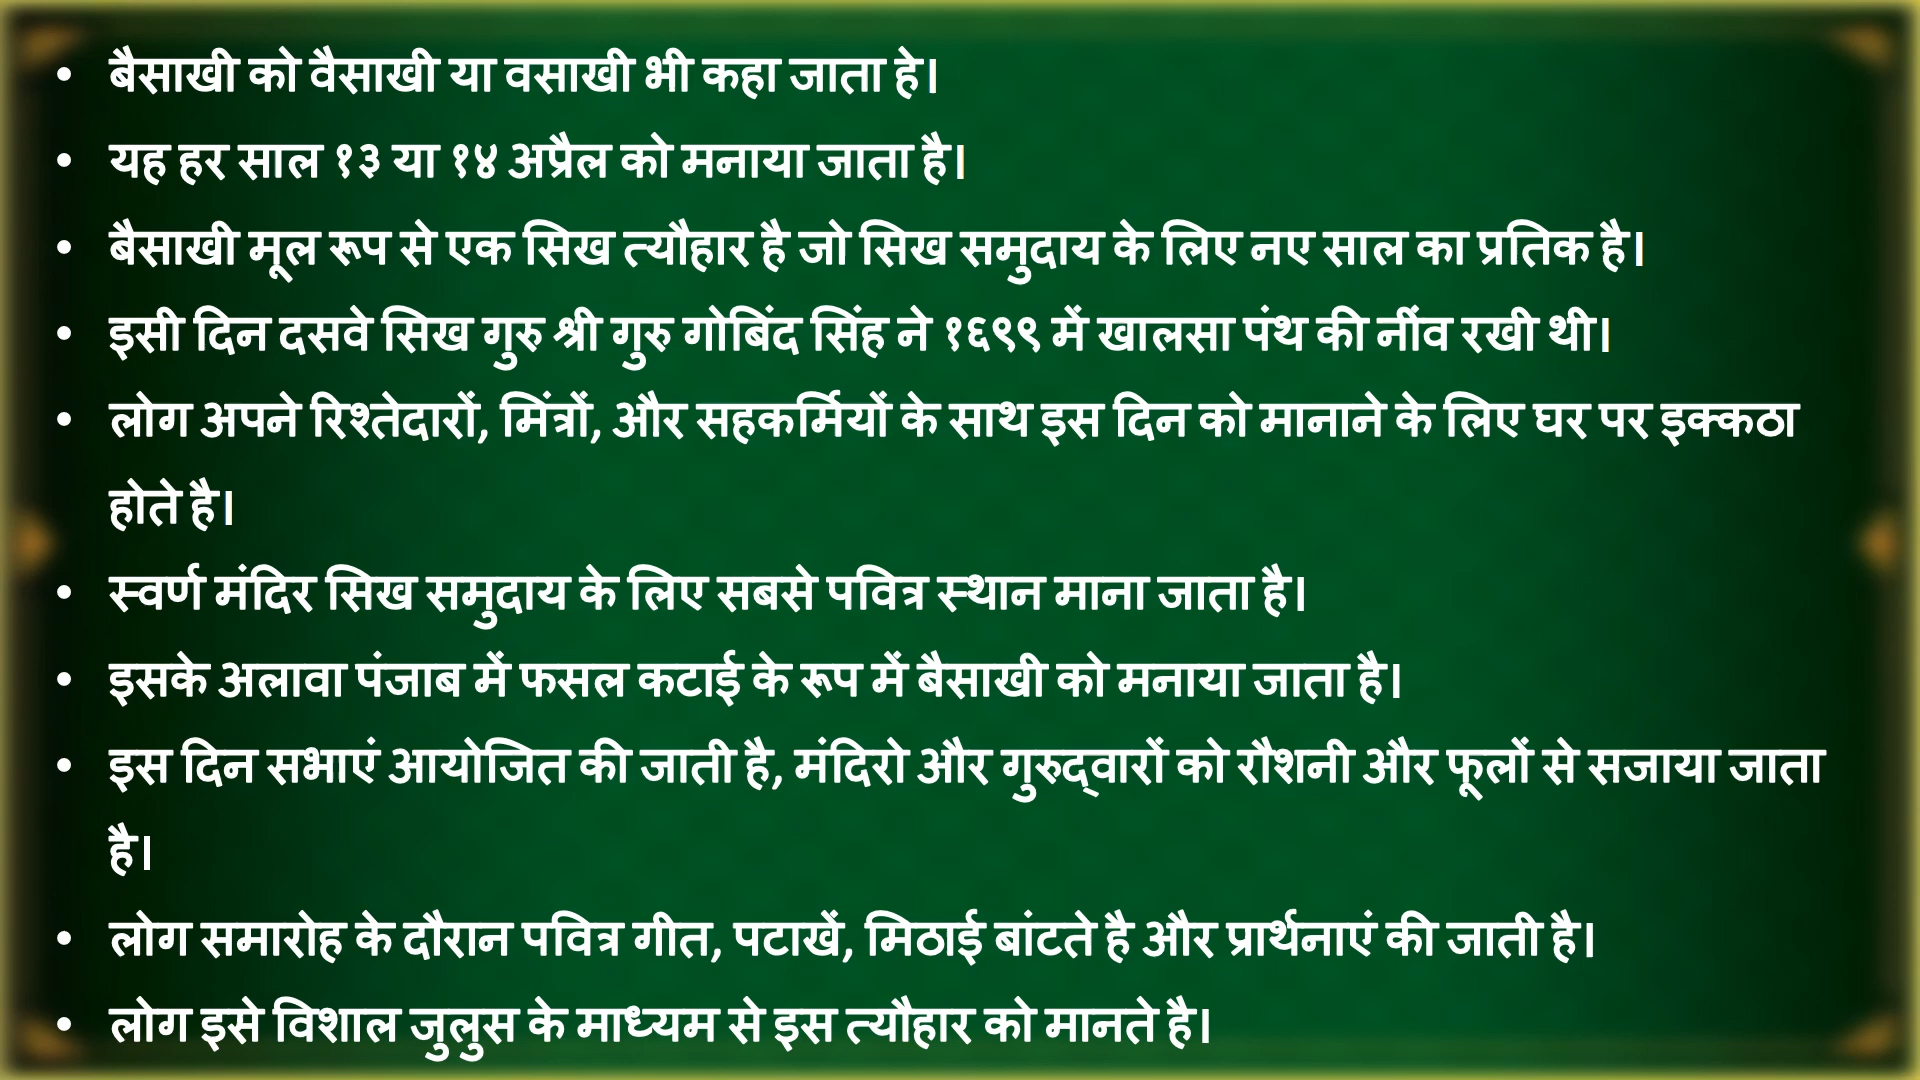 • बैसाखी को वैसाखी या वसाखी भी कहा जाता हे।
• यह हर साल १३ या १४ अप्रैल को मनाया जाता है।
• बैसाखी मूल रूप से एक सिख त्यौहार है जो सिख समुदाय के लिए नए साल का प्रतिक है।
• इसी दिन दसवे सिख गुरु श्री गुरु गोबिंद सिंह ने १६९९ में खालसा पंथ की नींव रखी थी।
• लोग अपने रिश्तेदारों, मिंत्रों, और सहकर्मियों के साथ इस दिन को मानाने के लिए घर पर इक्कठा
होते है।
• स्वर्ण मंदिर सिख समुदाय के लिए सबसे पवित्र स्थान माना जाता है।
• इसके अलावा पंजाब में फसल कटाई के रूप में बैसाखी को मनाया जाता है।
• इस दिन सभाएं आयोजित की जाती है, मंदिरो और गुरुद्वारों को रौशनी और फूलों से सजाया जाता
है।
• लोग समारोह के दौरान पवित्र गीत, पटाखें, मिठाई बांटते है और प्रार्थनाएं की जाती है।
• लोग इसे विशाल जुलुस के माध्यम से इस त्यौहार को मानते है।